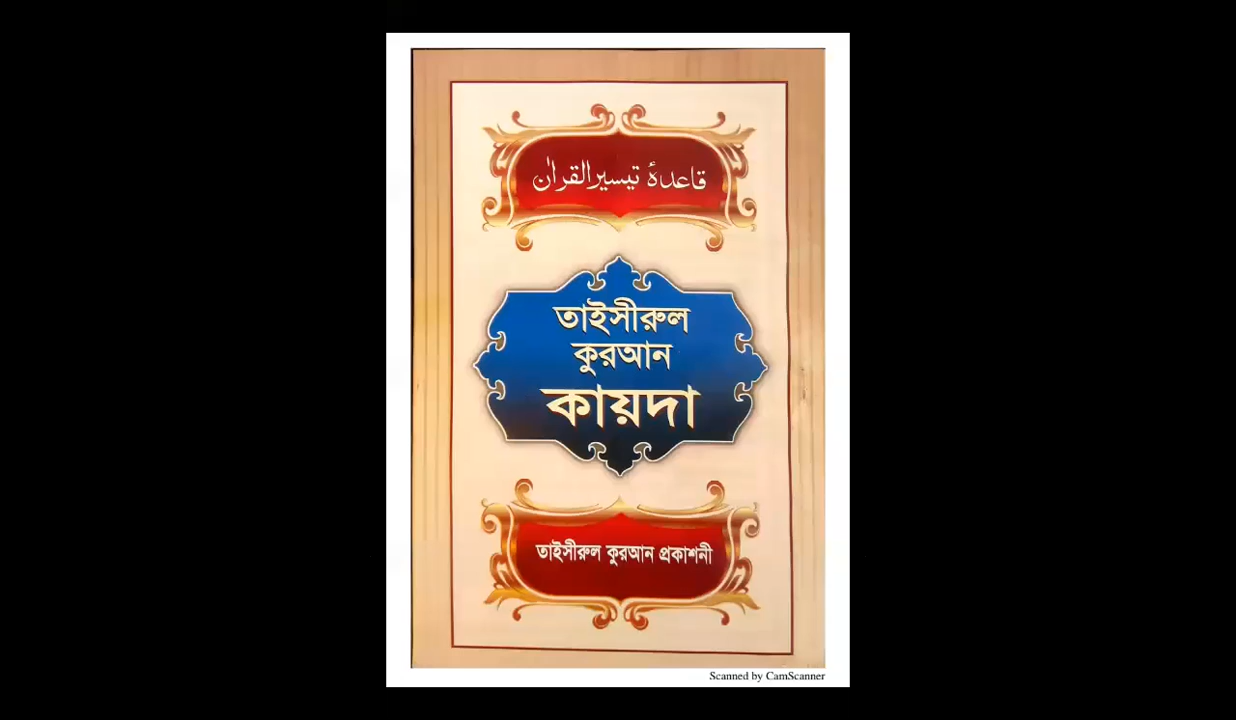 قاعدۂ تیسیرالقراٰن
তাইসীরুল
কুরআন
কায়দা
তাইসীরুল কুরআন প্রকাশনী
Scanned by CamScanner